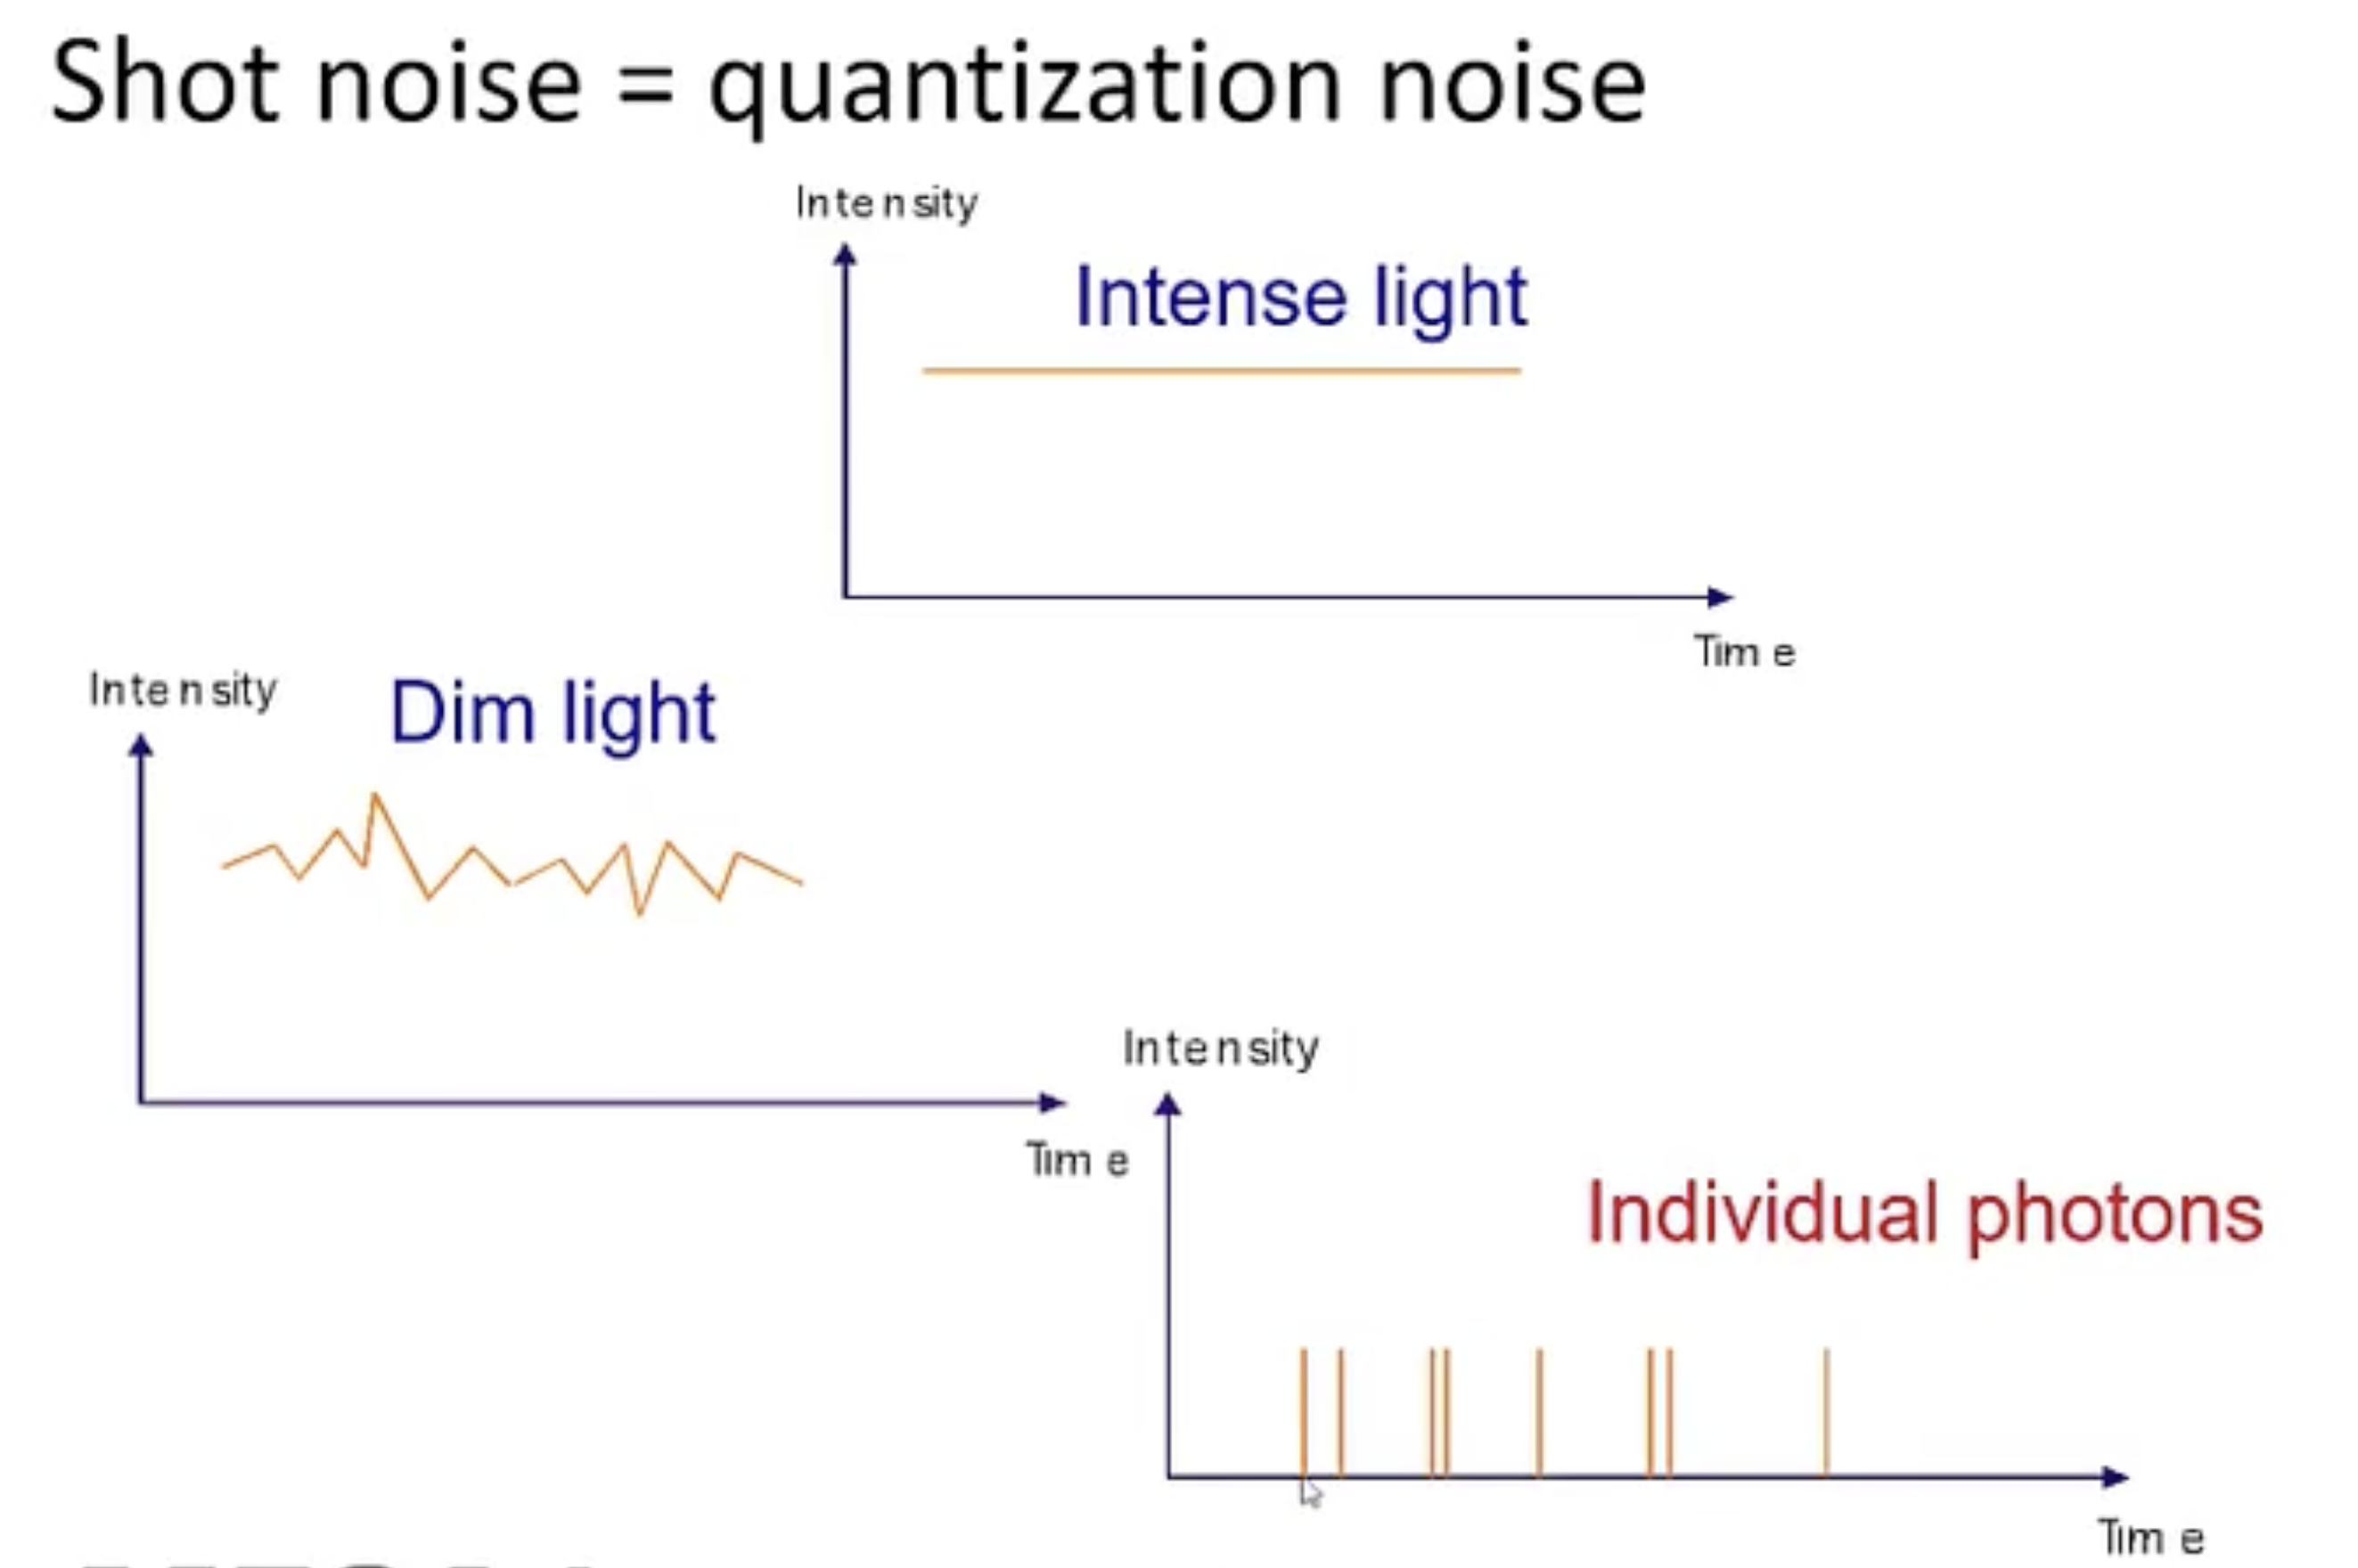 Shot noise = quantization noise
Intensity
Intense light
Time
Intensity
Dim light
Time
Intensity
Individual photons
Time